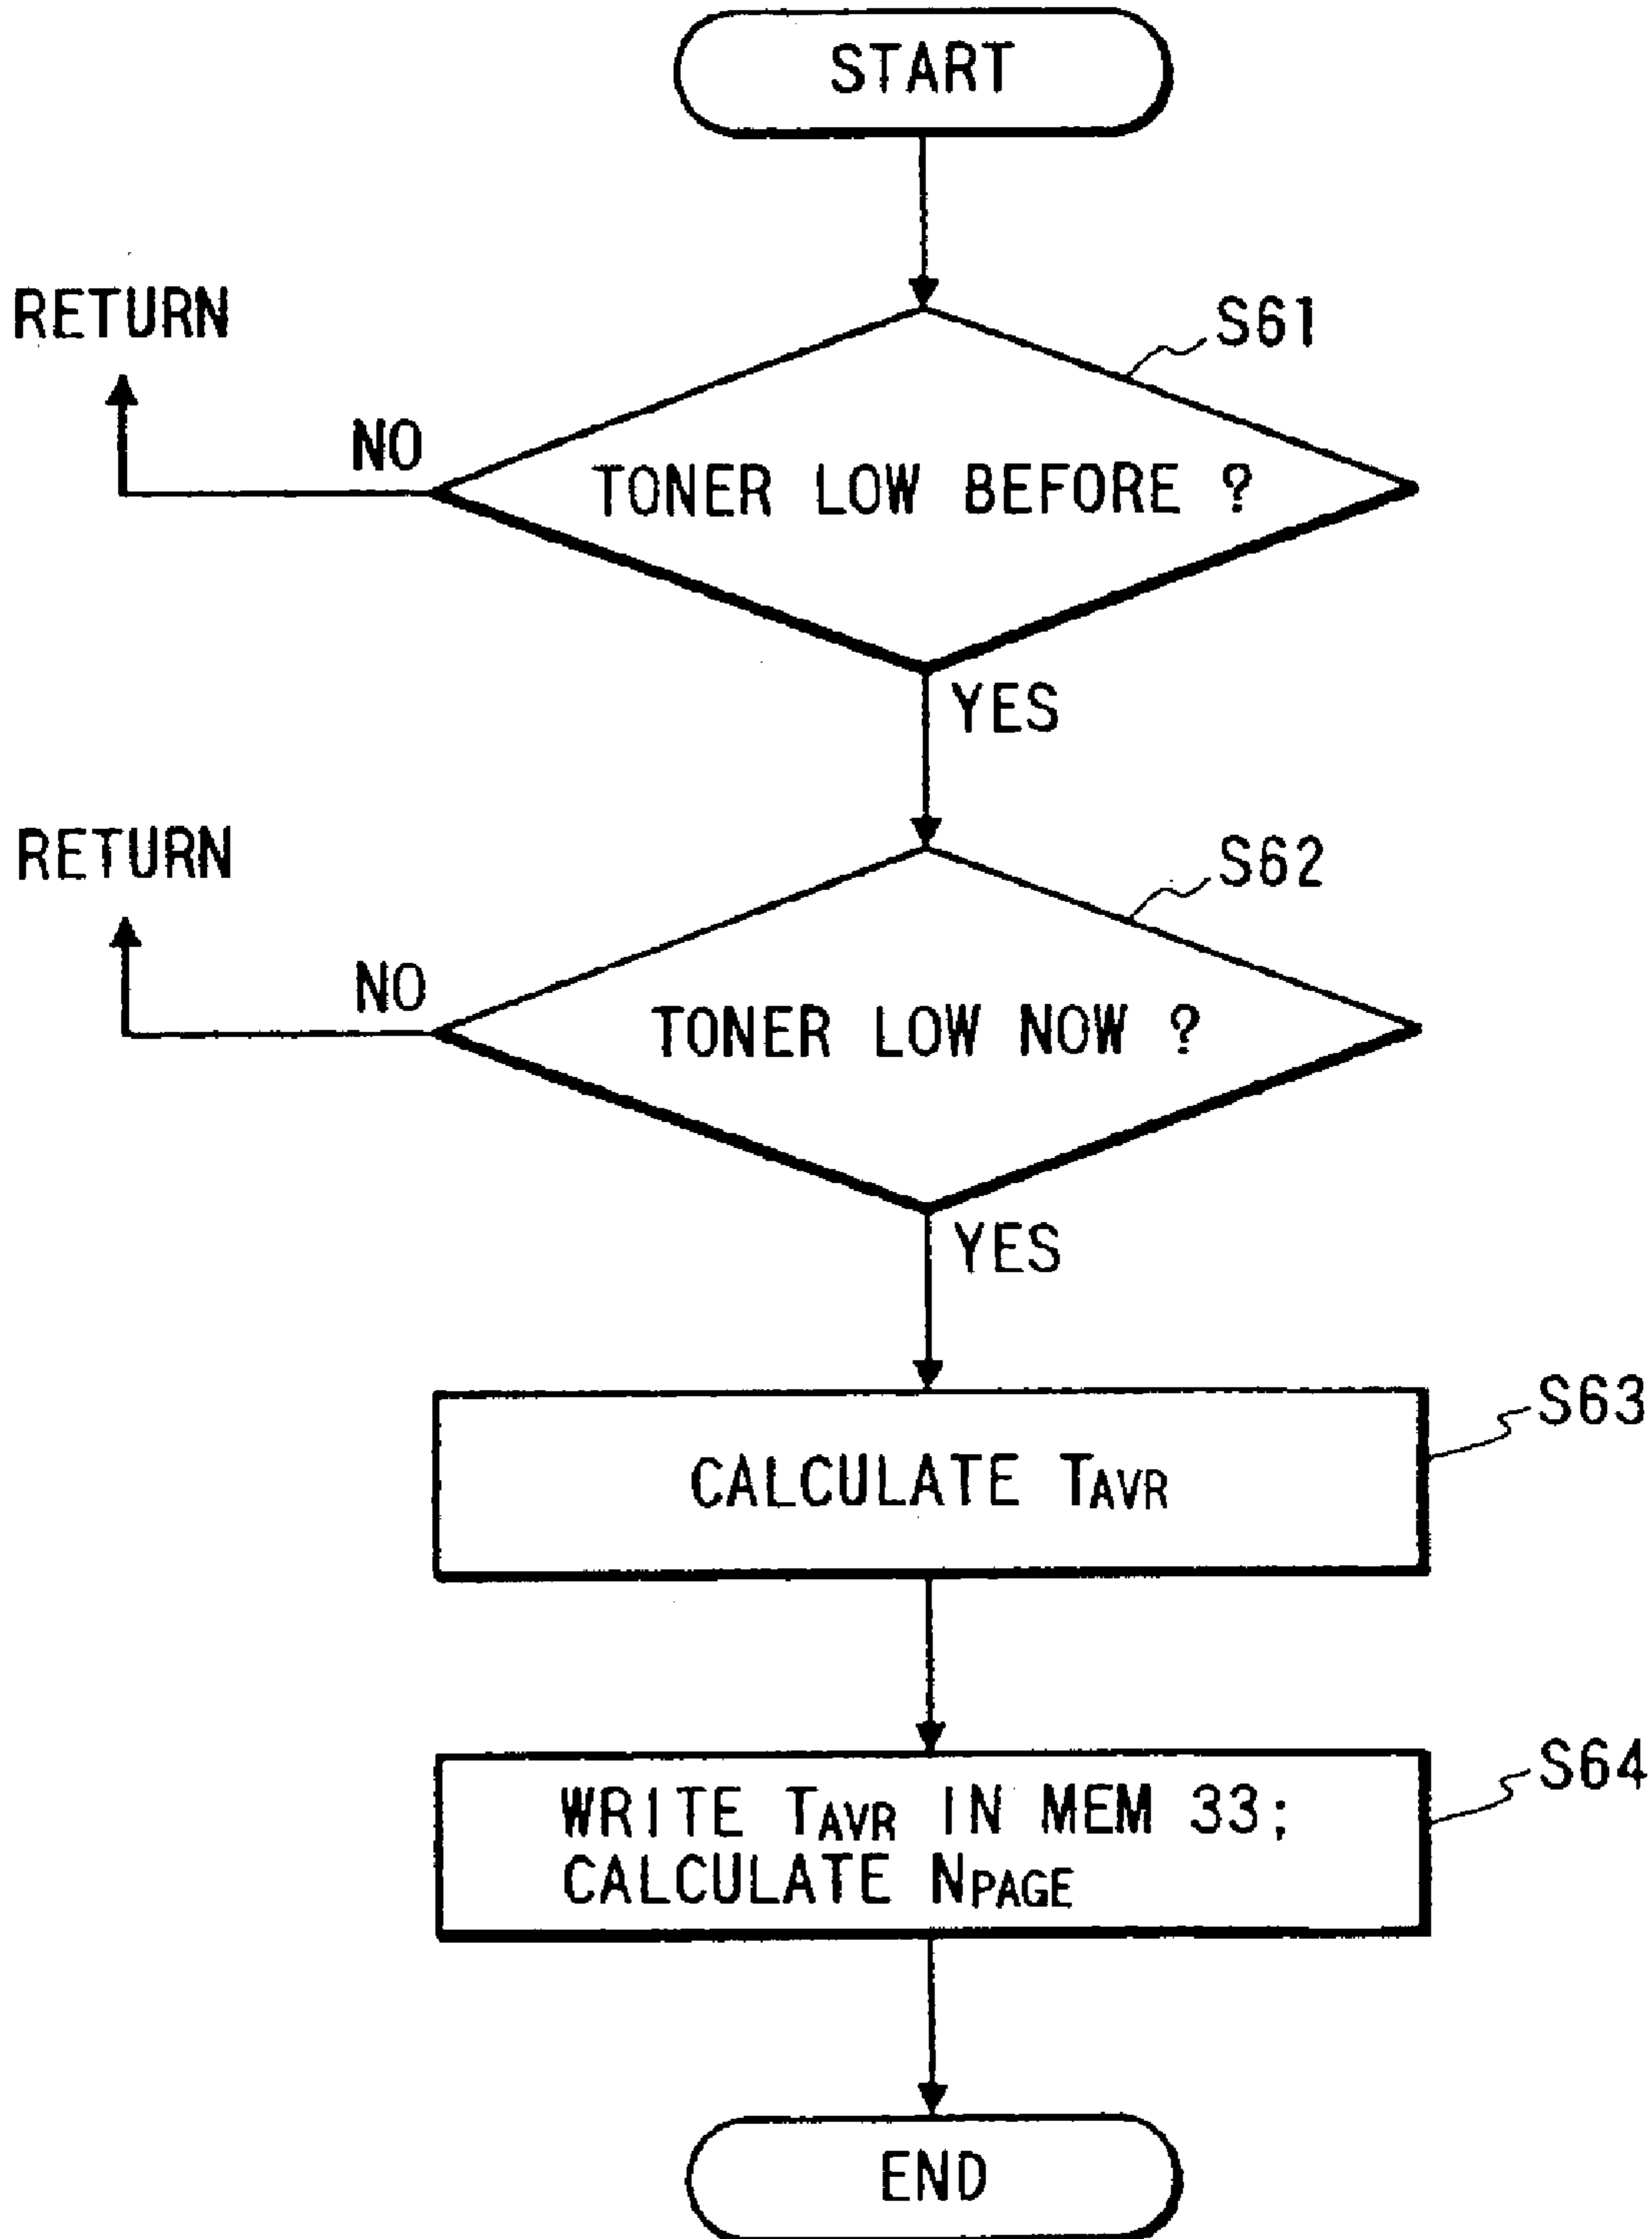 START
RETURN
S61
NO
TONER LOW BEFORE ?
YES
RETURN
S62
NO
TONER LOW NOW ?
YES
S63
CALCULATE TAVR
S64
WRITE TAVR IN MEM 33;
CALCULATE NPAGE
END